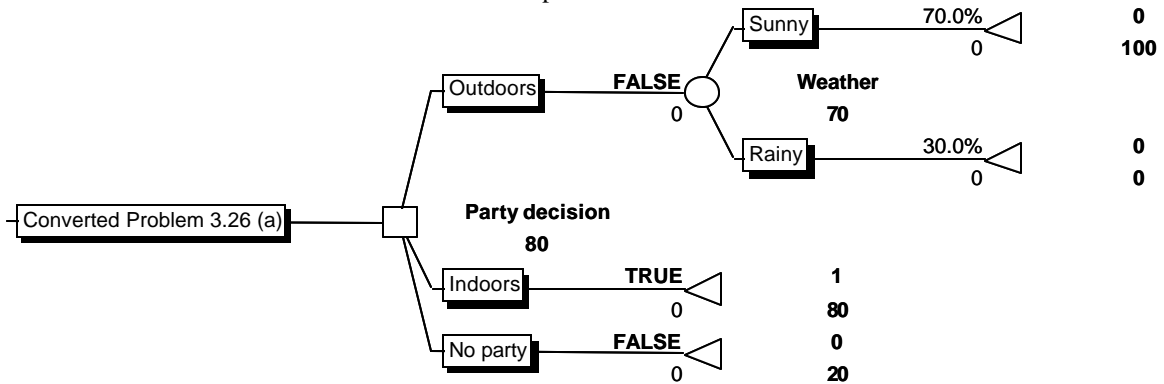 Sunny 70.0% 0
0 100
Outdoors FALSE Weather
0 70
Rainy 30.0% 0
0 0
Converted Problem 3.26 (a) Party decision
80
Indoors TRUE 1
0 80
No party FALSE 0
0 20